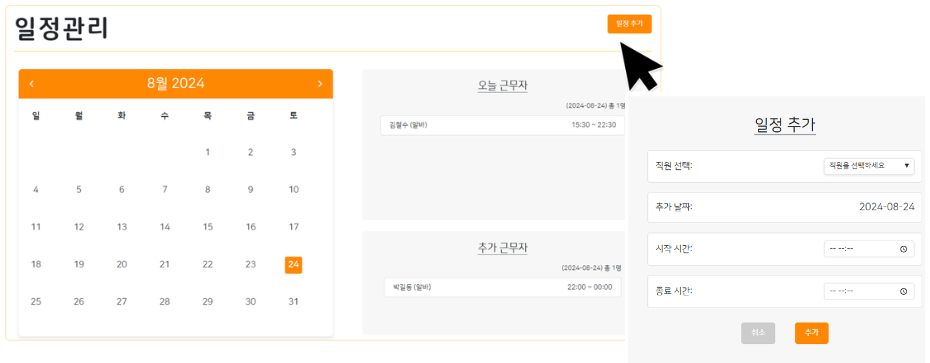 일정관리
일정 추가
< 8월 2024 >
일 월 화 수 목 금 토
1 2 3
4 5 6 7 8 9 10
11 12 13 14 15 16 17
18 19 20 21 22 23 24
25 26 27 28 29 30 31
오늘 근무자
(2024-08-24) 총 1명
김철수 (알바) 15:30 ~ 22:30
추가 근무자
(2024-08-24) 총 1명
박길동 (알바) 22:00 ~ 00:00
일정 추가
직원 선택: 직원을 선택하세요 ▼
추가 날짜: 2024-08-24
시작 시간: -- --:--
종료 시간: -- --:--
취소 추가